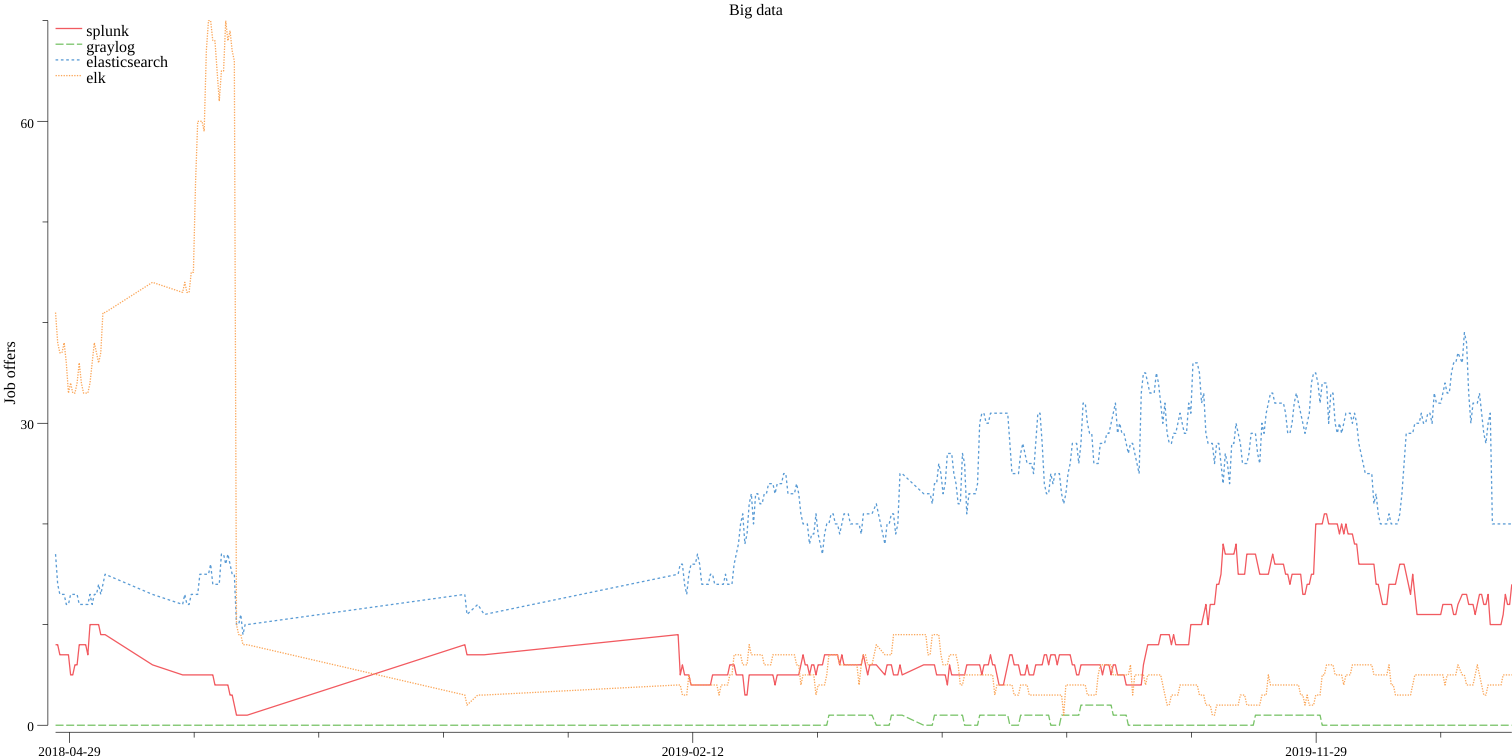 Big data
splunk
graylog
elasticsearch
elk
60
Job offers
30
0
2018-04-29
2019-02-12
2019-11-29